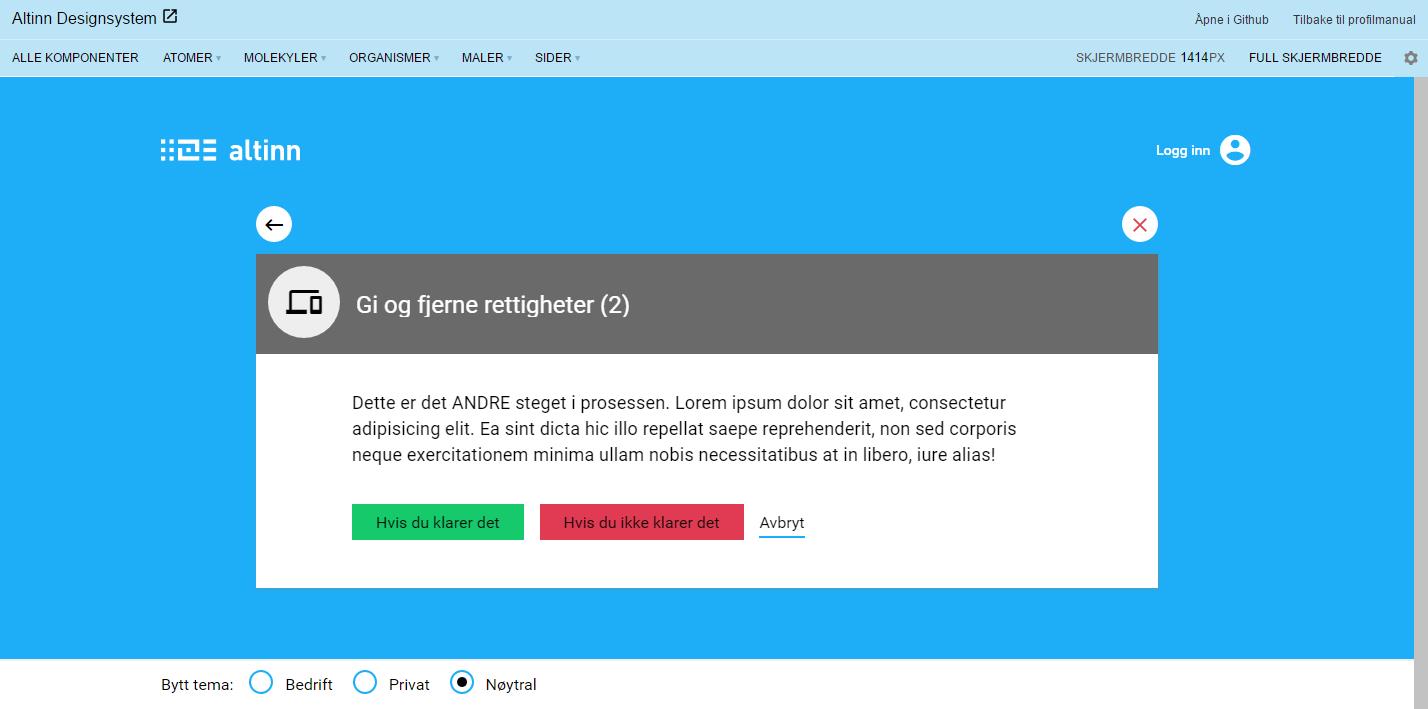 Altinn Designsystem
Åpne i Github
Tilbake til profilmanual
ALLE KOMPONENTER
ATOMER
MOLEKYLER
ORGANISMER
MALER
SIDER
SKJERMBREDDE 1414PX
FULL SKJERMBREDDE
altinn
Logg inn
Gi og fjerne rettigheter (2)
Dette er det ANDRE steget i prosessen. Lorem ipsum dolor sit amet, consectetur
adipisicing elit. Ea sint dicta hic illo repellat saepe reprehenderit, non sed corporis
neque exercitationem minima ullam nobis necessitatibus at in libero, iure alias!
Hvis du klarer det
Hvis du ikke klarer det
Avbryt
Bytt tema:
Bedrift
Privat
Nøytral